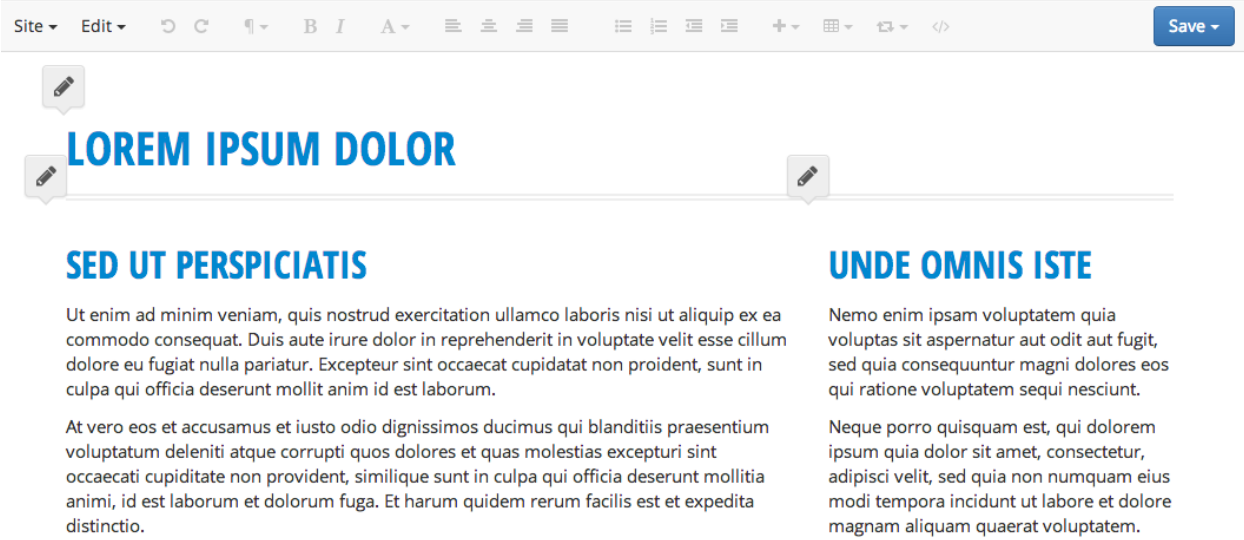 Site Edit B I A Save
LOREM IPSUM DOLOR
SED UT PERSPICIATIS
Ut enim ad minim veniam, quis nostrud exercitation ullamco laboris nisi ut aliquip ex ea
commodo consequat. Duis aute irure dolor in reprehenderit in voluptate velit esse cillum
dolore eu fugiat nulla pariatur. Excepteur sint occaecat cupidatat non proident, sunt in
culpa qui officia deserunt mollit anim id est laborum.
At vero eos et accusamus et iusto odio dignissimos ducimus qui blanditiis praesentium
voluptatum deleniti atque corrupti quos dolores et quas molestias excepturi sint
occaecati cupiditate non provident, similique sunt in culpa qui officia deserunt mollitia
animi, id est laborum et dolorum fuga. Et harum quidem rerum facilis est et expedita
distinctio.
UNDE OMNIS ISTE
Nemo enim ipsam voluptatem quia
voluptas sit aspernatur aut odit aut fugit,
sed quia consequuntur magni dolores eos
qui ratione voluptatem sequi nesciunt.
Neque porro quisquam est, qui dolorem
ipsum quia dolor sit amet, consectetur,
adipisci velit, sed quia non numquam eius
modi tempora incidunt ut labore et dolore
magnam aliquam quaerat voluptatem.